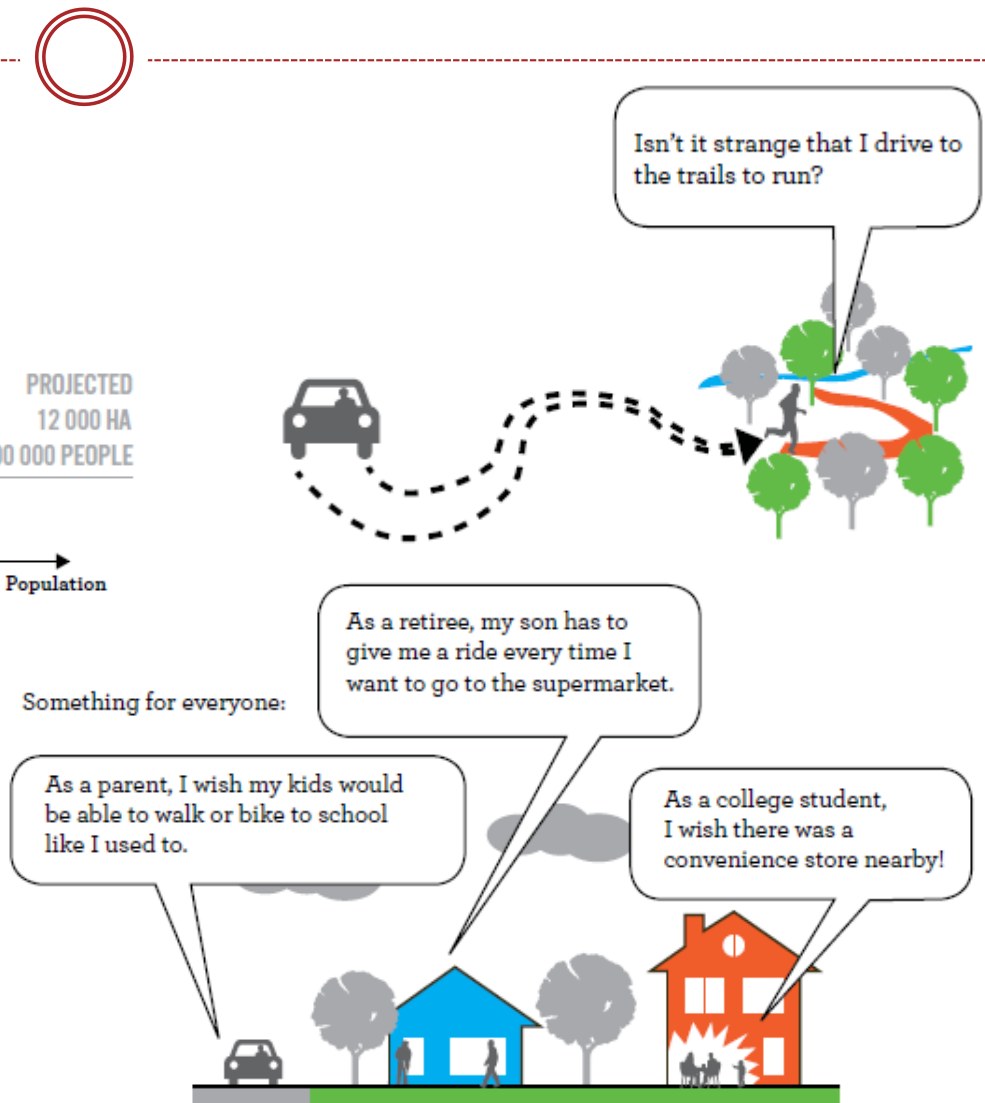 Isn't it strange that I drive to
the trails to run?
PROJECTED
12 000 HA
000 PEOPLE
Population
As a retiree, my son has to
give me a ride every time I
want to go to the supermarket.
Something for everyone:
As a parent, I wish my kids would
be able to walk or bike to school
like I used to.
As a college student,
I wish there was a
convenience store nearby!